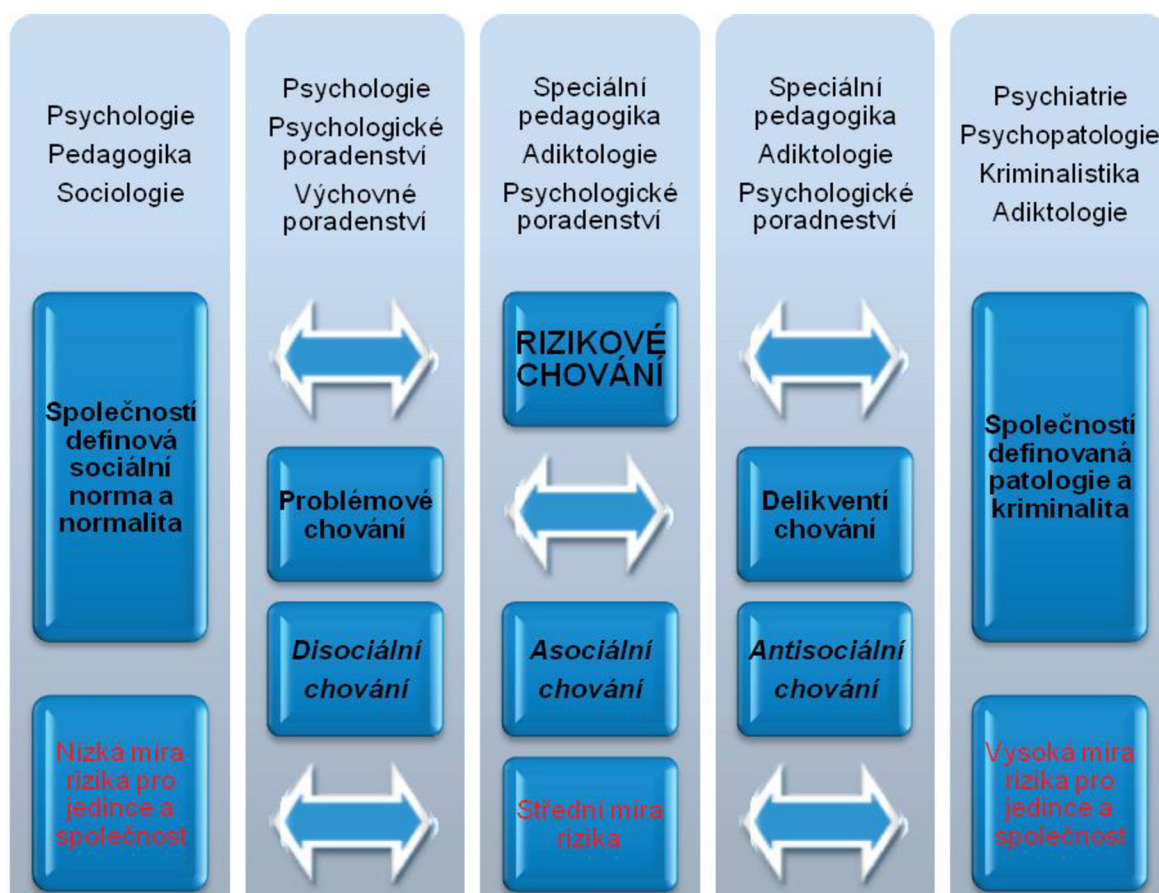 Psychologie
Pedagogika
Sociologie
Společností
definová
sociální
norma a
normalita
Nízká míra
rizika pro
jedince a
společnost
Psychologie
Psychologické
poradenství
Výchovné
poradenství
Problémové
chování
Disociální
chování
Speciální
pedagogika
Adiktologie
Psychologické
poradenství
RIZIKOVÉ
CHOVÁNÍ
Asociální
chování
Střední míra
rizika
Speciální
pedagogika
Adiktologie
Psychologické
poradneství
Delikventí
chování
Antisociální
chování
Psychiatrie
Psychopatologie
Kriminalistika
Adiktologie
Společností
definovaná
patologie a
kriminalita
Vysoká míra
rizika pro
jedince a
společnost